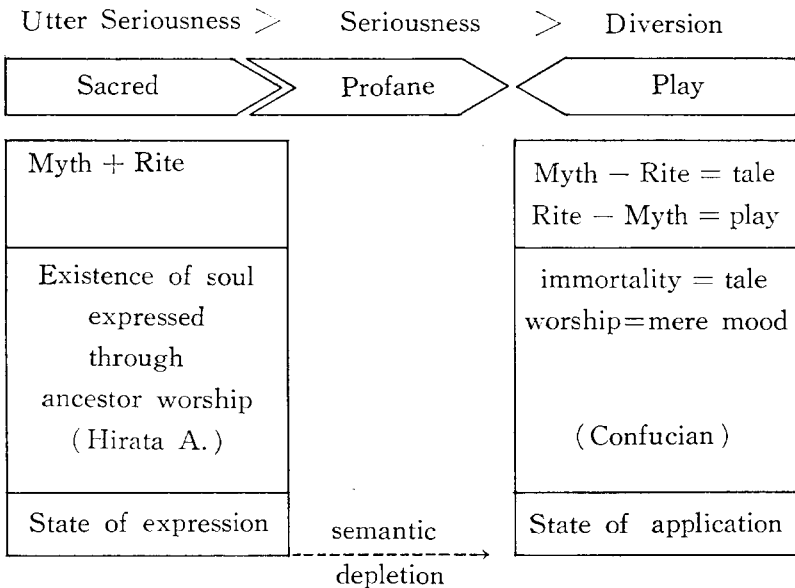 Utter Seriousness > Seriousness > Diversion
Sacred Profane Play
Myth + Rite
Myth − Rite = tale
Rite − Myth = play
Existence of soul
expressed
through
ancestor worship
(Hirata A.)
immortality = tale
worship=mere mood
(Confucian)
State of expression
semantic
depletion
State of application